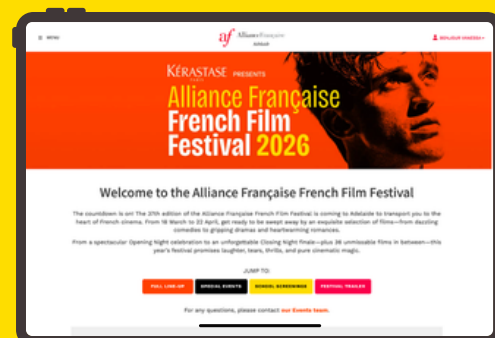 ≡ MENU
af AllianceFrançaise
BONJOUR VANESSA
KÉRASTASE PRESENTS
PARIS
Alliance Française
French Film
Festival 2026
Welcome to the Alliance Française French Film Festival
The countdown is on! The 37th edition of the Alliance Française French Film Festival is coming to Adelaide to transport you to the
heart of French cinema. From 18 March to 22 April, get ready to be swept away by an exquisite selection of films—from dazzling
comedies to gripping dramas and heartwarming romances.
From a spectacular Opening Night celebration to an unforgettable Closing Night finale—plus 36 unmissable films in between—this
year's festival promises laughter, tears, thrills, and pure cinematic magic.
JUMP TO:
FULL LINE-UP
SPECIAL EVENTS
SCHOOL SCREENINGS
FESTIVAL TRAILER
For any questions, please contact our Events team.